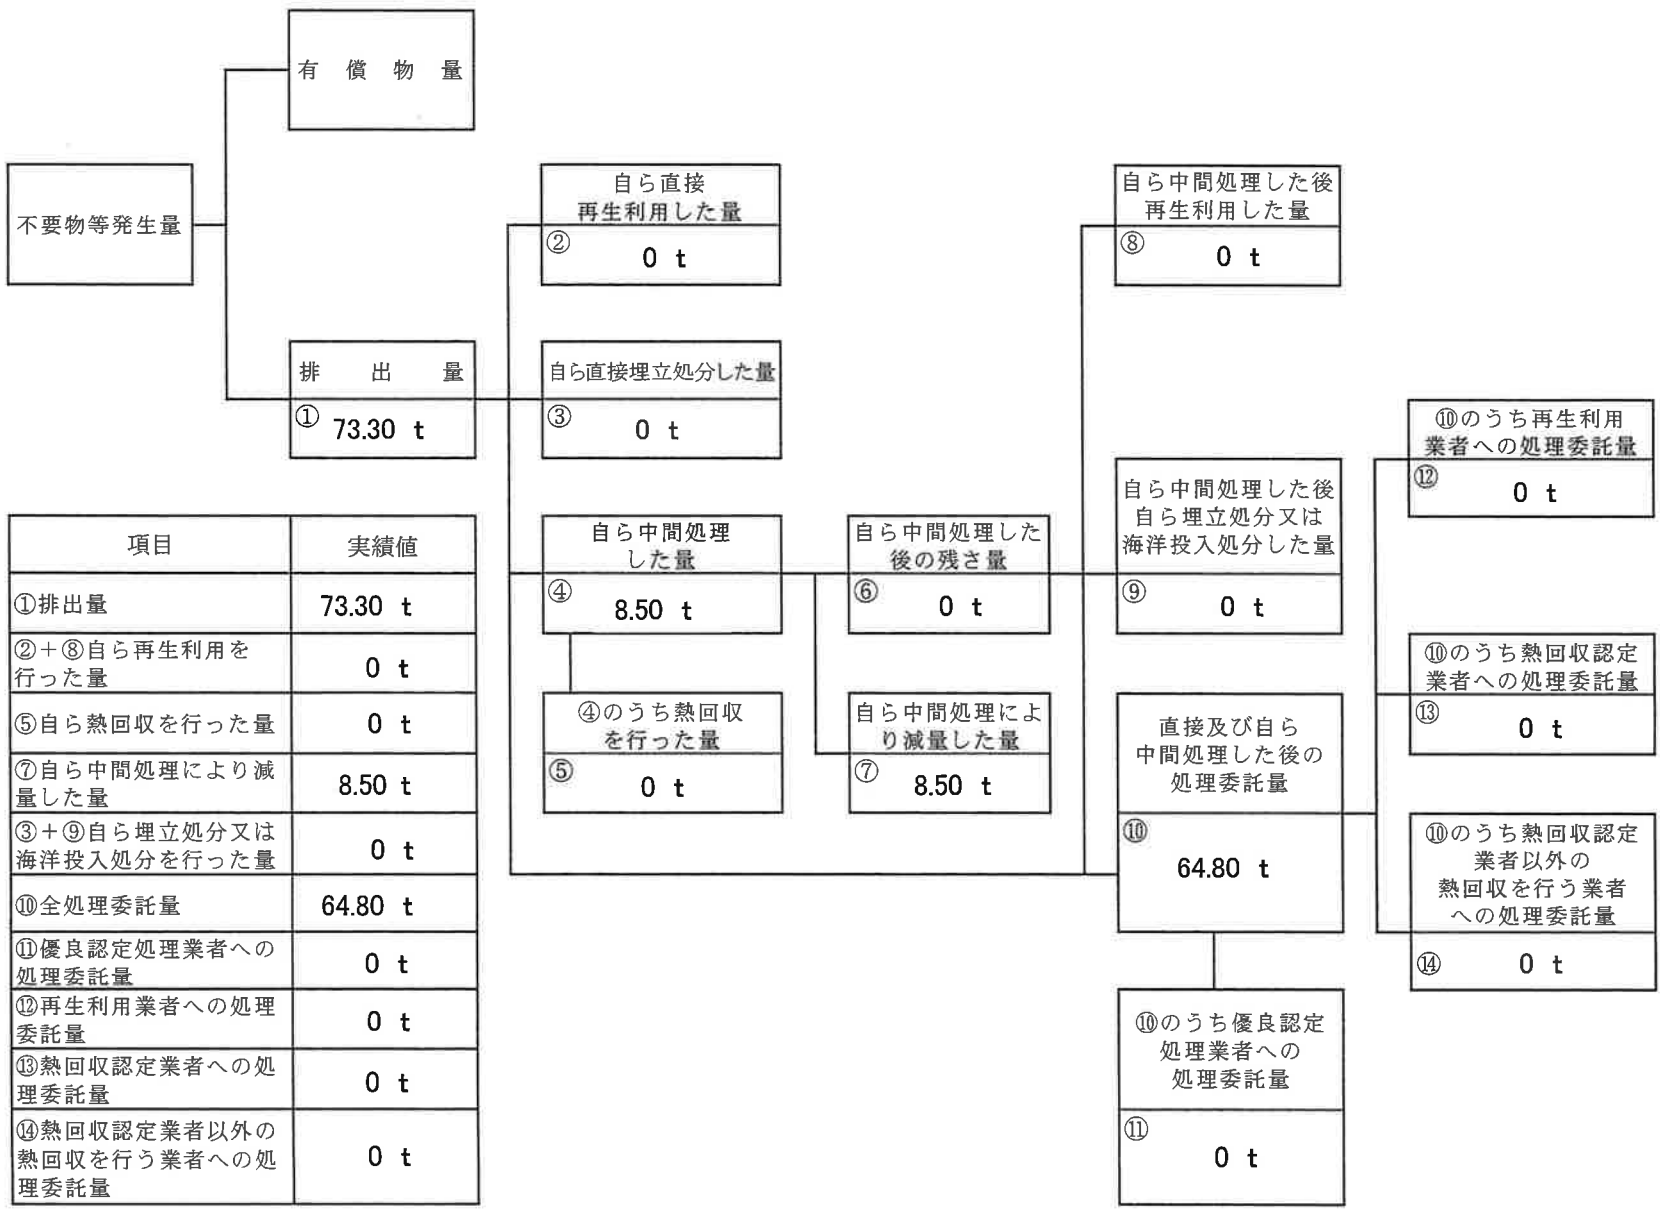 有償物量
不要物等発生量
排出量
①
73.30 t
自ら直接
再生利用した量
②
0 t
自ら直接埋立処分した量
③
0 t
自ら中間処理
した量
④
8.50 t
④のうち熱回収
を行った量
⑤
0 t
自ら中間処理した
後の残さ量
⑥
0 t
自ら中間処理によ
り減量した量
⑦
8.50 t
自ら中間処理した後
再生利用した量
⑧
0 t
自ら中間処理した後
自ら埋立処分又は
海洋投入処分した量
⑨
0 t
直接及び自ら
中間処理した後の
処理委託量
⑩
64.80 t
⑩のうち優良認定
処理業者への
処理委託量
⑪
0 t
⑩のうち再生利用
業者への処理委託量
⑫
0 t
⑩のうち熱回収認定
業者への処理委託量
⑬
0 t
⑩のうち熱回収認定
業者以外の
熱回収を行う業者
への処理委託量
⑭
0 t
項目 実績値
①排出量 73.30 t
②+⑧自ら再生利用を
行った量
0 t
⑤自ら熱回収を行った量 0 t
⑦自ら中間処理により減
量した量
8.50 t
③+⑨自ら埋立処分又は
海洋投入処分を行った量
0 t
⑩全処理委託量 64.80 t
⑪優良認定処理業者への
処理委託量
0 t
⑫再生利用業者への処理
委託量
0 t
⑬熱回収認定業者への処
理委託量
0 t
⑭熱回収認定業者以外の
熱回収を行う業者への処
理委託量
0 t